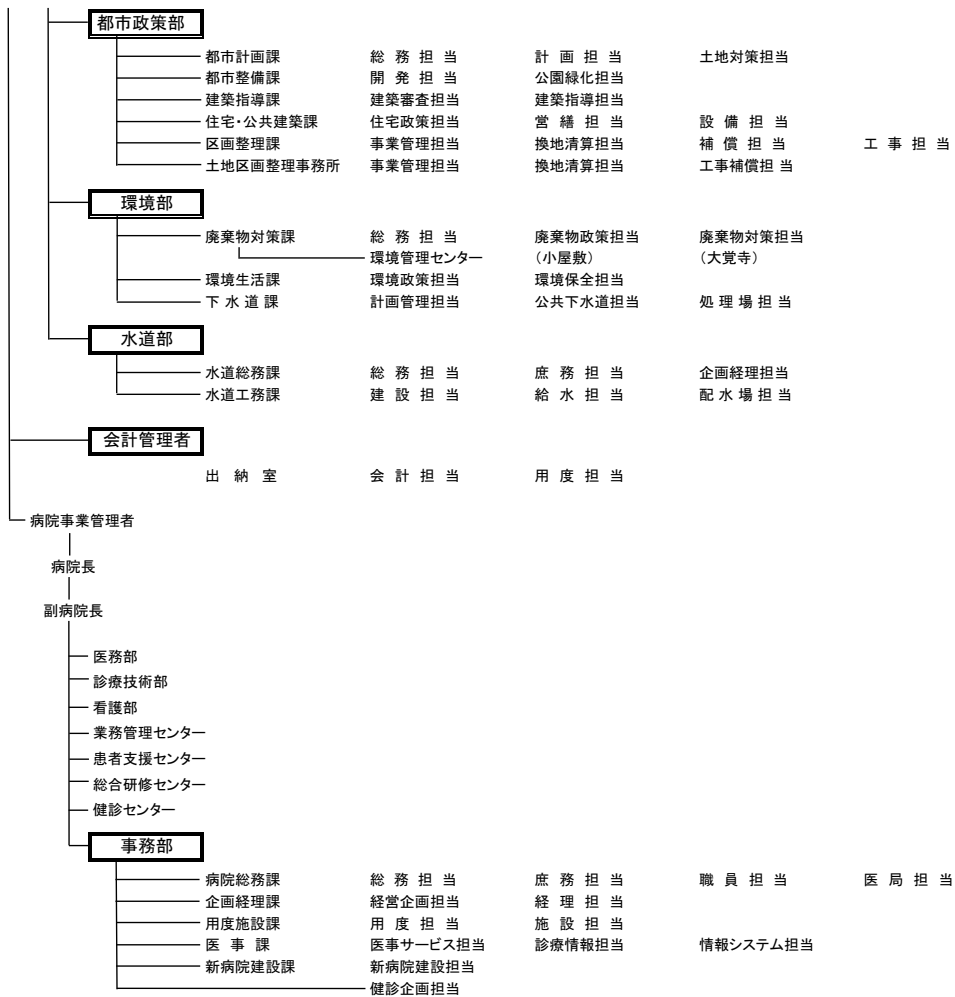 都市政策部
都市計画課 総務担当 計画担当 土地対策担当
都市整備課 開発担当 公園緑化担当
建築指導課 建築審査担当 建築指導担当
住宅・公共建築課 住宅政策担当 営繕担当 設備担当
区画整理課 事業管理担当 換地清算担当 補償担当 工事担当
土地区画整理事務所 事業管理担当 換地清算担当 工事補償担当
環境部
廃棄物対策課 総務担当 廃棄物政策担当 廃棄物対策担当
環境管理センター (小屋敷) (大覚寺)
環境生活課 環境政策担当 環境保全担当
下水道課 計画管理担当 公共下水道担当 処理場担当
水道部
水道総務課 総務担当 庶務担当 企画経理担当
水道工務課 建設担当 給水担当 配水場担当
会計管理者
出納室 会計担当 用度担当
病院事業管理者
病院長
副病院長
医務部
診療技術部
看護部
業務管理センター
患者支援センター
総合研修センター
健診センター
事務部
病院総務課 総務担当 庶務担当 職員担当 医局担当
企画経理課 経営企画担当 経理担当
用度施設課 用度担当 施設担当
医事課 医事サービス担当 診療情報担当 情報システム担当
新病院建設課 新病院建設担当
健診企画担当